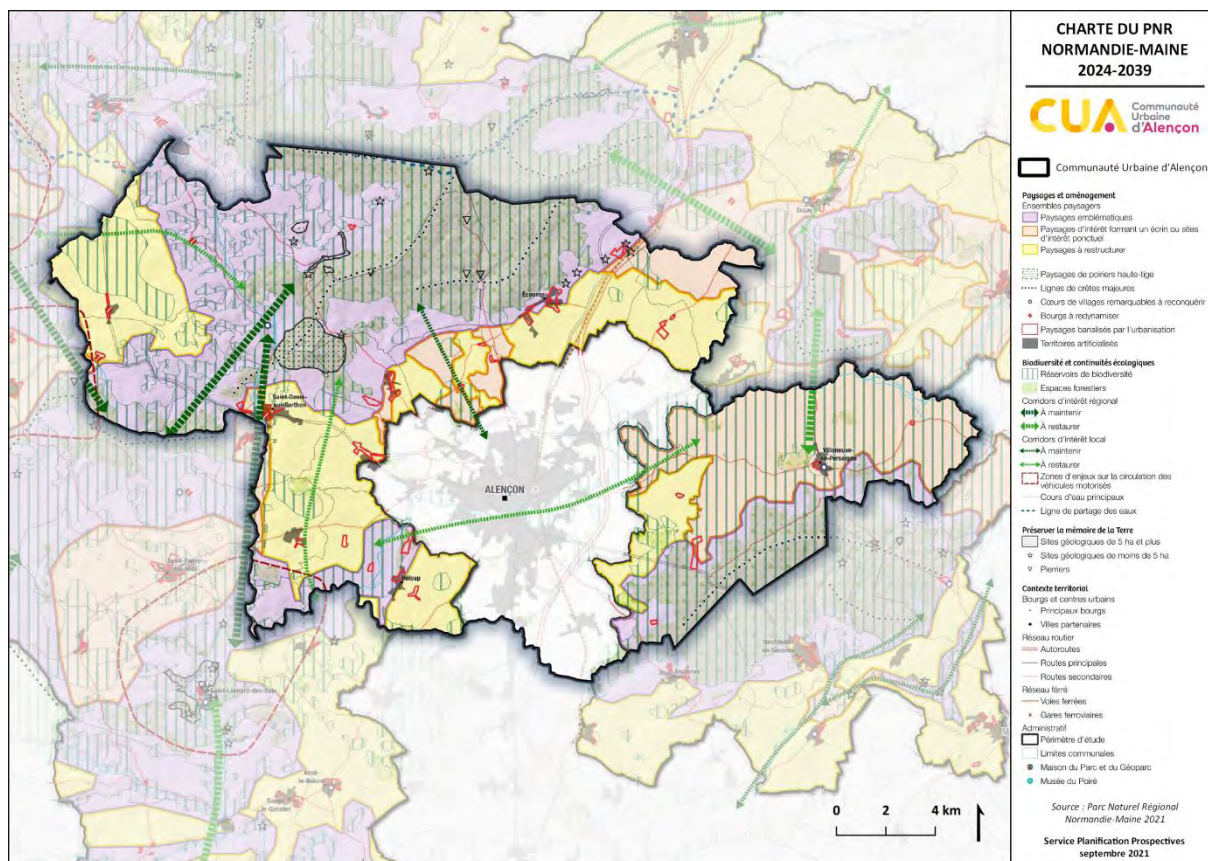 CHARTE DU PNR
NORMANDIE-MAINE
2024-2039
CUA
Communauté
Urbaine
d'Alençon
Communauté Urbaine d'Alençon
Paysages et aménagement
Ensembles paysagers
Paysages emblématiques
Paysages d'intérêt formant un écrin ou sites
d'intérêt ponctuel
Paysages à restructurer
Paysages de poiriers haute-tige
Lignes de crêtes majeures
Cœurs de villages remarquables à reconquérir
Bourgs à redynamiser
Paysages banalisés par l'urbanisation
Territoires artificialisés
Biodiversité et continuités écologiques
Réservoirs de biodiversité
Espaces forestiers
Corridors d'intérêt régional
À maintenir
À restaurer
Corridors d'intérêt local
À maintenir
À restaurer
Zones d'enjeux sur la circulation des
véhicules motorisés
Cours d'eau principaux
Ligne de partage des eaux
Préserver la mémoire de la Terre
Sites géologiques de 5 ha et plus
Sites géologiques de moins de 5 ha
Pierriers
Contexte territorial
Bourgs et centres urbains
Principaux bourgs
Villes partenaires
Réseau routier
Autoroutes
Routes principales
Routes secondaires
Réseau ferré
Voies ferrées
Gares ferroviaires
Administratif
Périmètre d'étude
Limites communales
Maison du Parc et du Géoparc
Musée du Poiré
Source : Parc Naturel Régional
Normandie-Maine 2021
Service Planification Prospectives
septembre 2021
Écouves
Saint-Denis-
sur-Sarthon
ALENÇON
Villeneuve-
en-Perseigne
Héloup
0 2 4 km